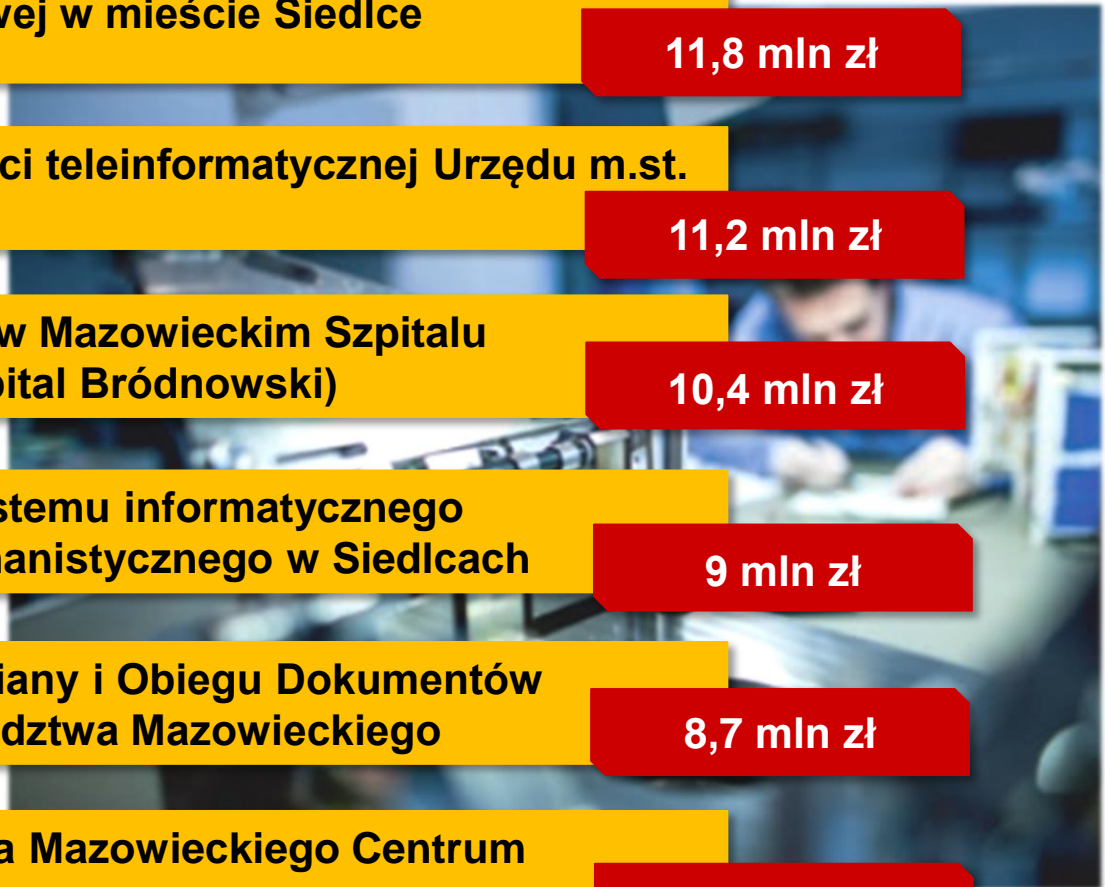 wej w mieście Siedlce
11,8 mln zł
ci teleinformatycznej Urzędu m.st.
11,2 mln zł
w Mazowieckim Szpitalu
pital Bródnowski)
10,4 mln zł
stemu informatycznego
manistycznego w Siedlcach
9 mln zł
iany i Obiegu Dokumentów
dztwa Mazowieckiego
8,7 mln zł
a Mazowieckiego Centrum